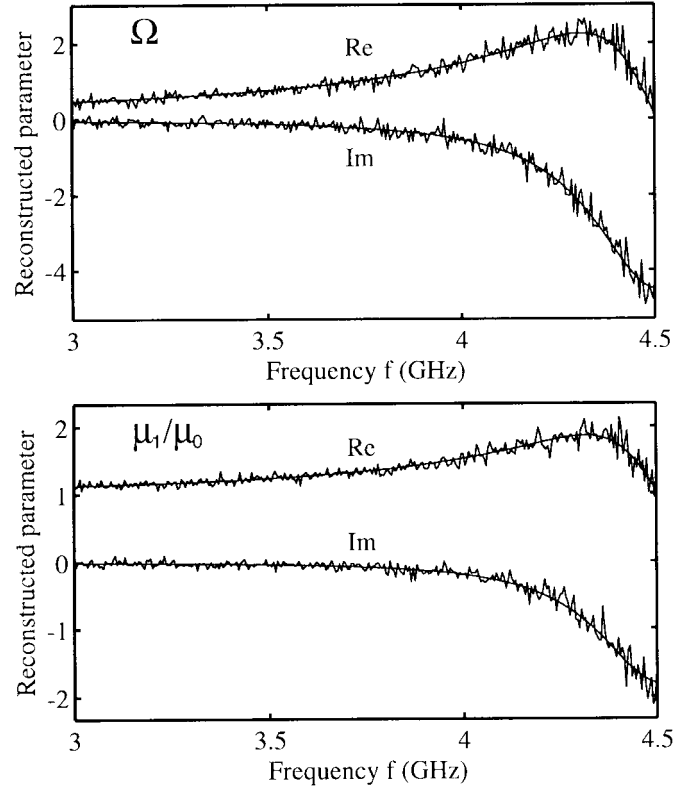 Ω
Re
Im
Reconstructed parameter
2
0
-2
-4
3
3.5
4
4.5
Frequency f (GHz)
μ₁/μ₀
Re
Im
Reconstructed parameter
2
1
0
-1
-2
3
3.5
4
4.5
Frequency f (GHz)